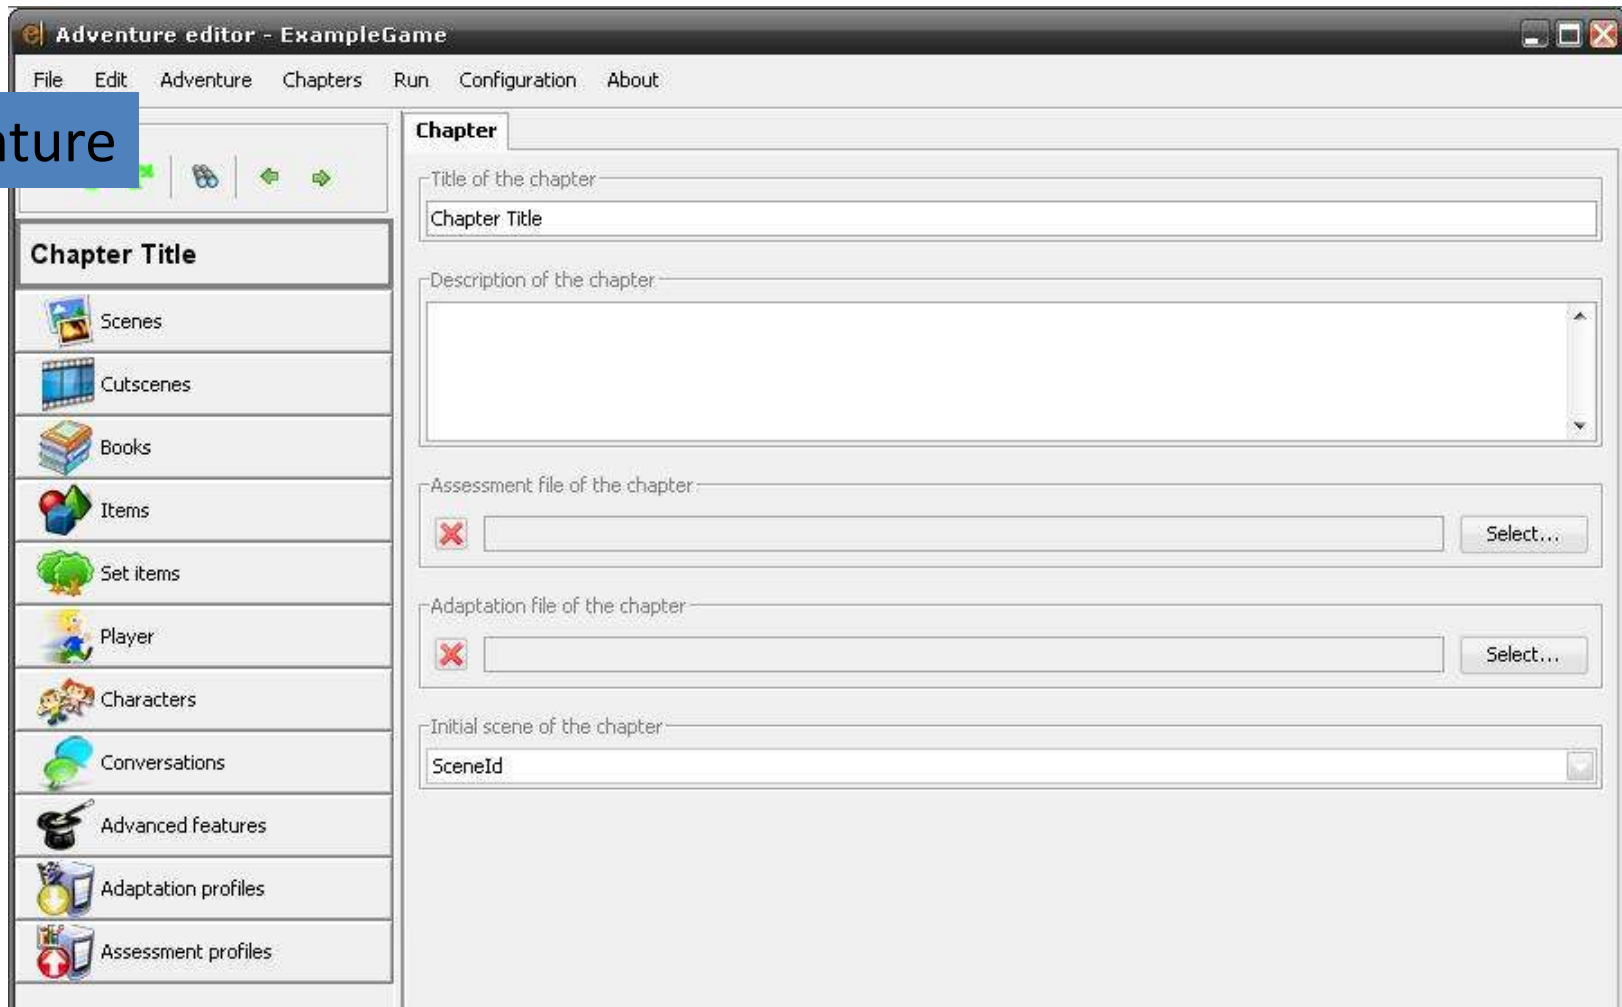 Adventure editor - ExampleGame
File Edit Adventure Chapters Run Configuration About
ture
Chapter Title
Scenes
Cutscenes
Books
Items
Set items
Player
Characters
Conversations
Advanced features
Adaptation profiles
Assessment profiles
Chapter
Title of the chapter
Chapter Title
Description of the chapter
Assessment file of the chapter
Select...
Adaptation file of the chapter
Select...
Initial scene of the chapter
SceneId